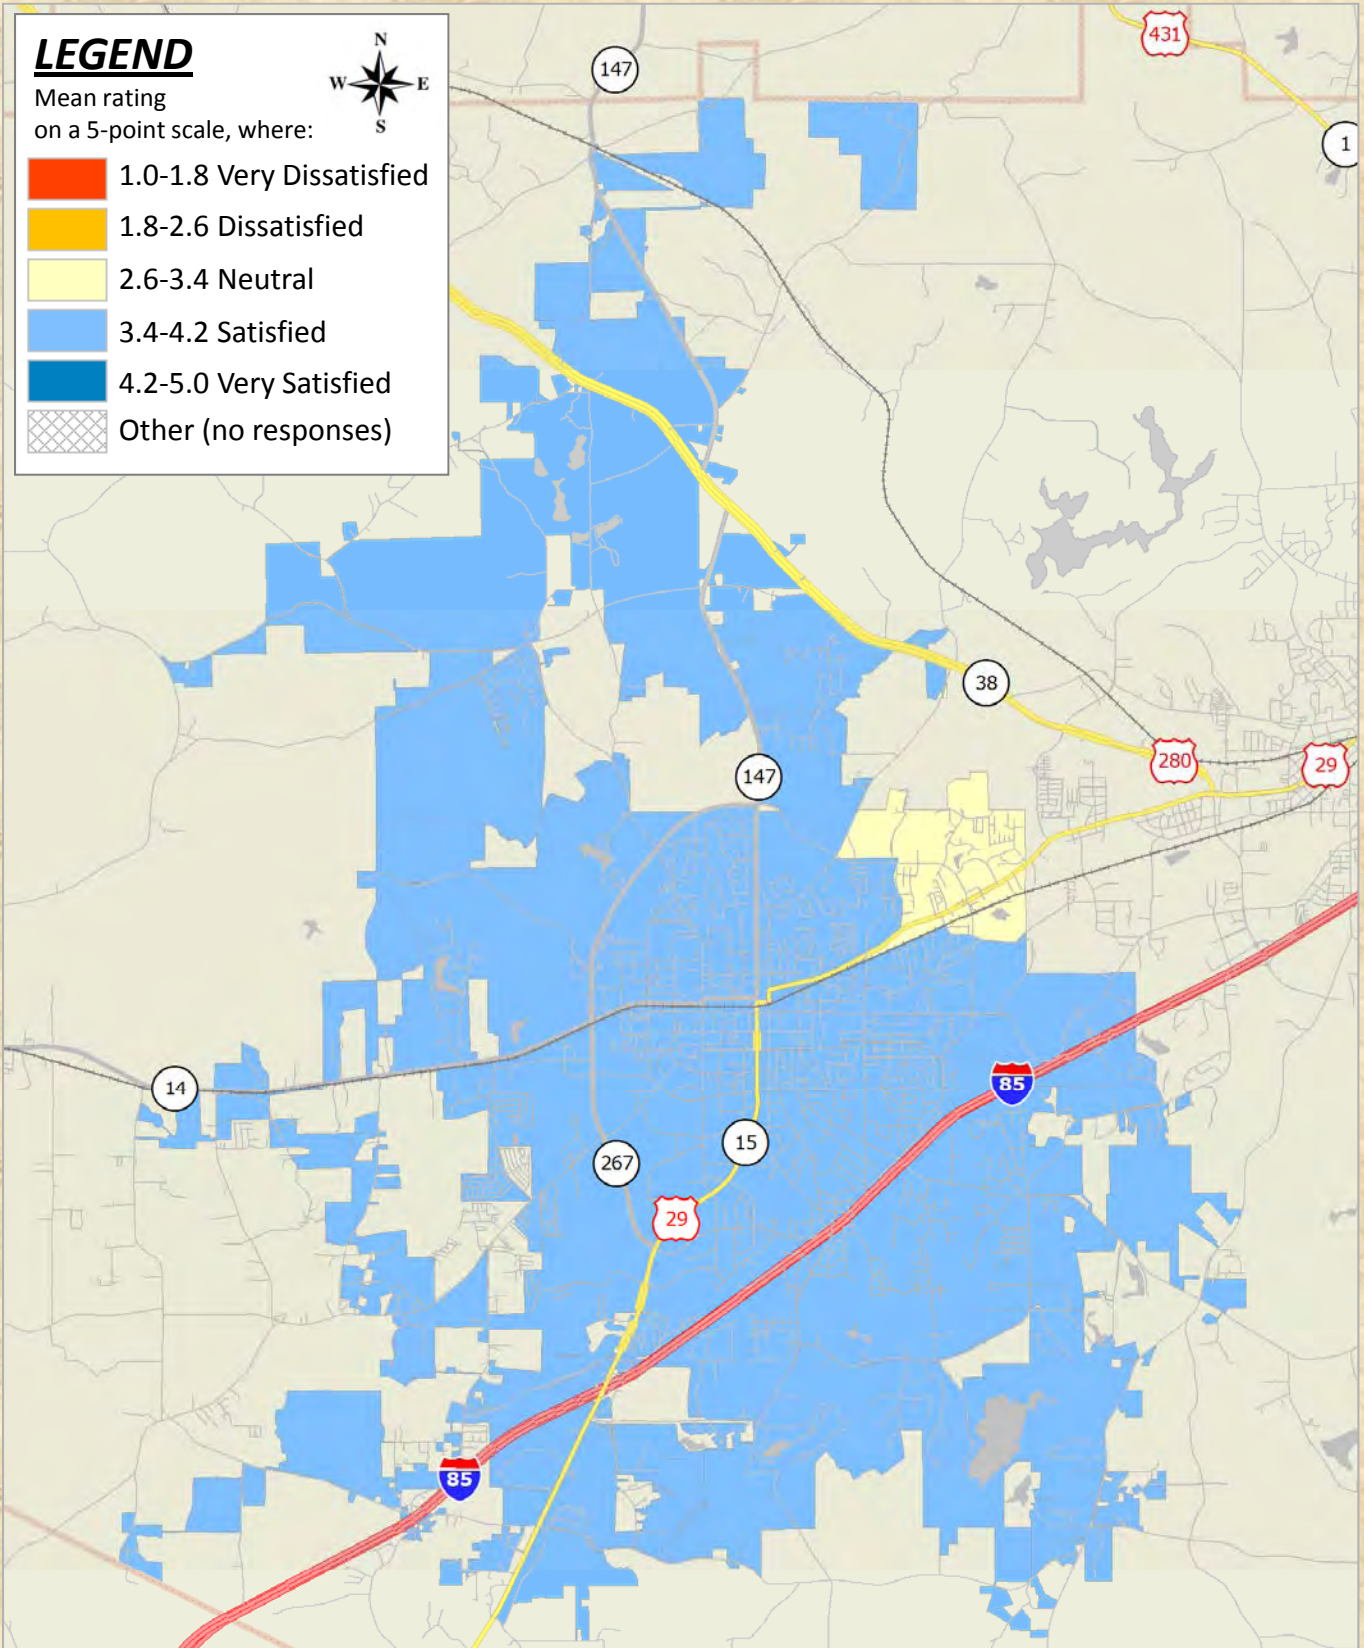 LEGEND
Mean rating
on a 5-point scale, where:
N
W E
S
1.0-1.8 Very Dissatisfied
1.8-2.6 Dissatisfied
2.6-3.4 Neutral
3.4-4.2 Satisfied
4.2-5.0 Very Satisfied
Other (no responses)
147
431
1
38
280
29
147
14
85
15
267
29
85